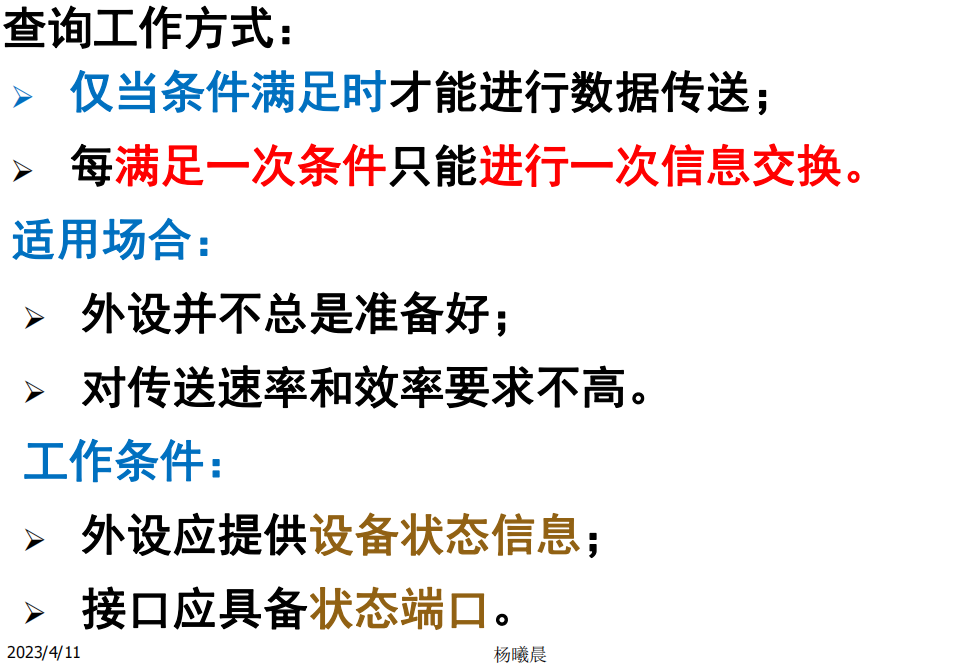 查询工作方式：
➢ 仅当条件满足时才能进行数据传送；
➢ 每满足一次条件只能进行一次信息交换。
适用场合：
➢ 外设并不总是准备好；
➢ 对传送速率和效率要求不高。
工作条件：
➢ 外设应提供设备状态信息；
➢ 接口应具备状态端口。
2023/4/11 杨曦晨